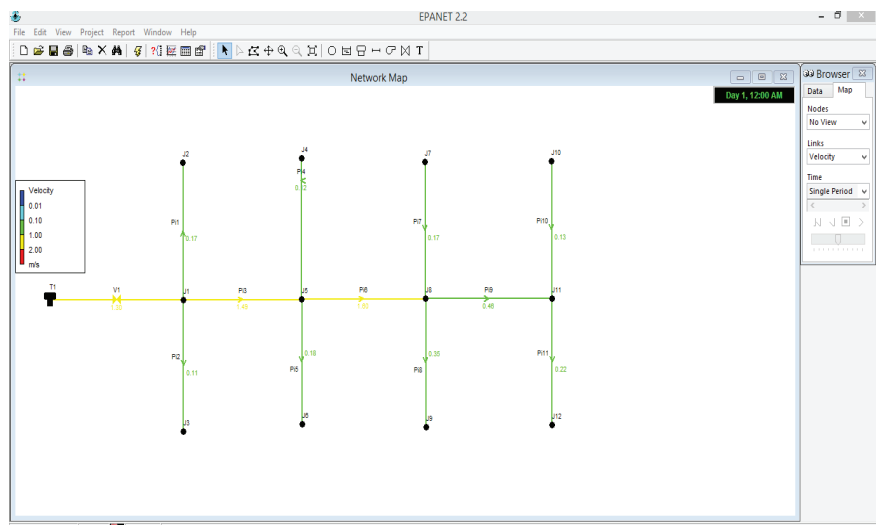 EPANET 2.2
File Edit View Project Report Window Help
T
Network Map
Day 1, 12:00 AM
Browser
Data Map
Nodes
No View
Links
Velocity
Time
Single Period
Velocity
0.01
0.10
1.00
2.00
m/s
J2 J4 J7 J10
Pi4
Pi1 0.17
Pi7 0.17
Pi10 0.13
T1 V1 J1 Pi3 J5 Pi6 J8 Pi9 J11
0.46
Pi2 0.11
0.18 Pi5
0.35 Pi8
Pi11 0.22
J3 J6 J9 J12